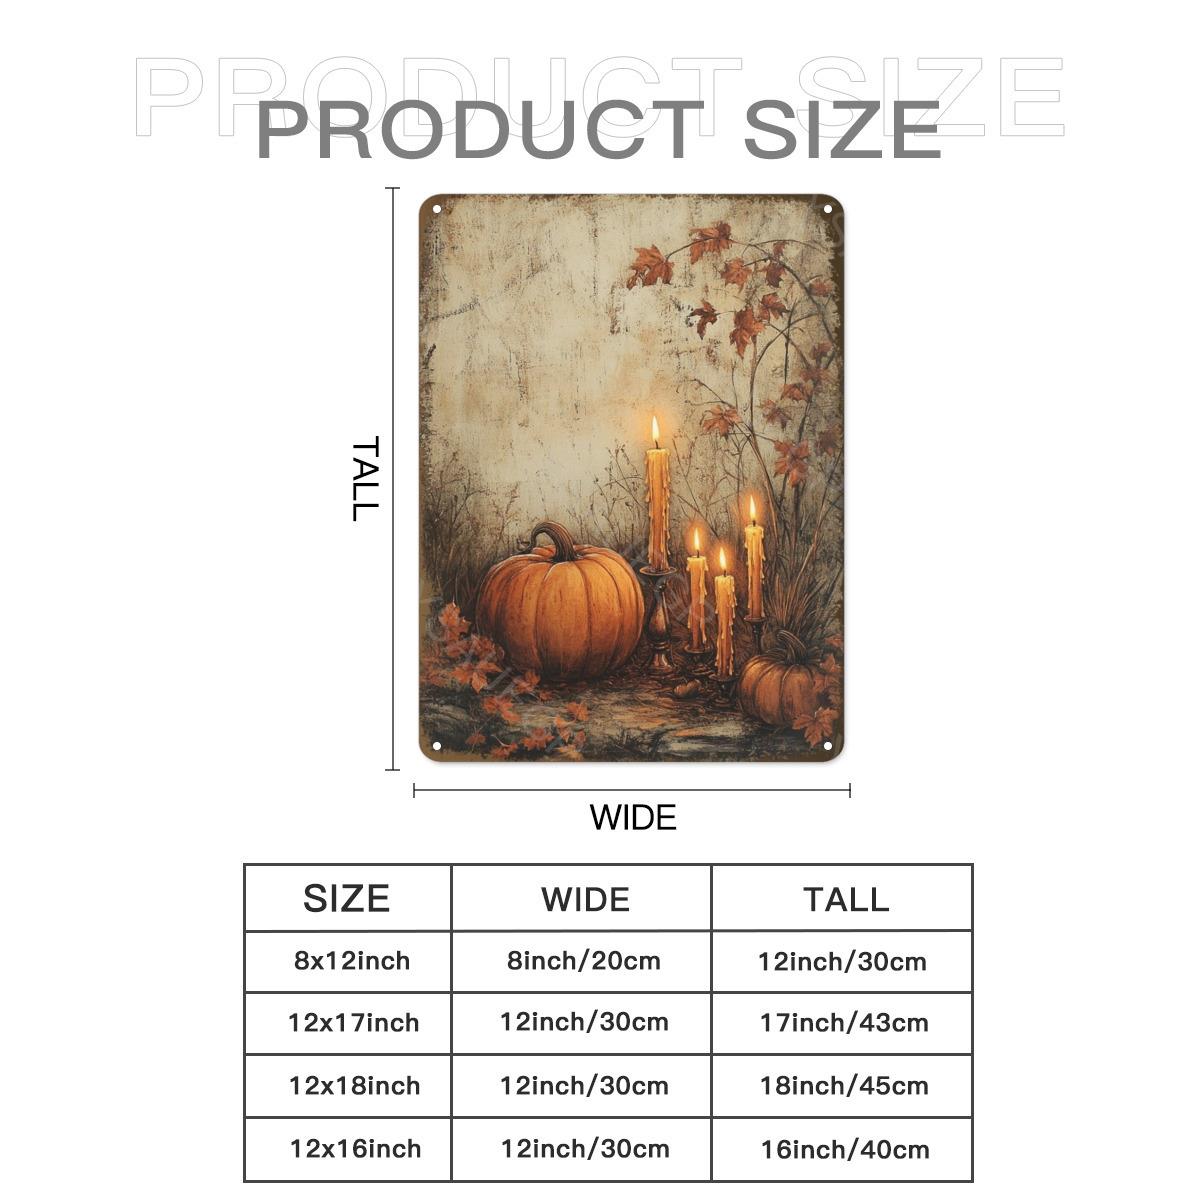 PRODUCT SIZE
PRODUCT SIZE
TALL
WIDE
SIZE WIDE TALL
8x12inch 8inch/20cm 12inch/30cm
12x17inch 12inch/30cm 17inch/43cm
12x18inch 12inch/30cm 18inch/45cm
12x16inch 12inch/30cm 16inch/40cm